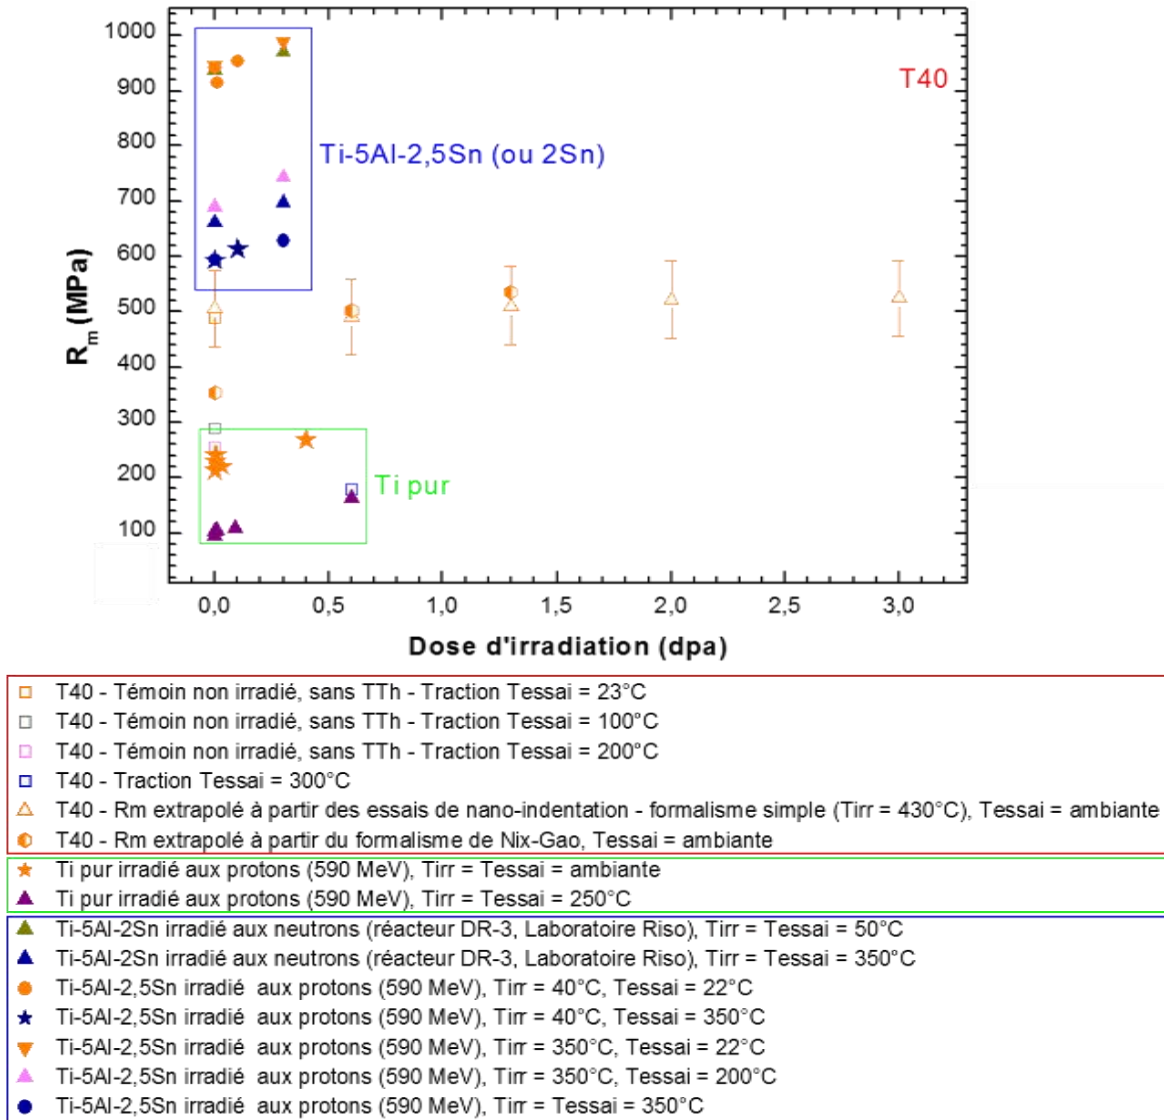 1000
900
800
700
600
500
400
300
200
100
R_m (MPa)
T40
Ti-5Al-2,5Sn (ou 2Sn)
Ti pur
0,0 0,5 1,0 1,5 2,0 2,5 3,0
Dose d'irradiation (dpa)
T40 - Témoin non irradié, sans TTh - Traction Tessai = 23°C
T40 - Témoin non irradié, sans TTh - Traction Tessai = 100°C
T40 - Témoin non irradié, sans TTh - Traction Tessai = 200°C
T40 - Traction Tessai = 300°C
T40 - Rm extrapolé à partir des essais de nano-indentation - formalisme simple (Tirr = 430°C), Tessai = ambiante
T40 - Rm extrapolé à partir du formalisme de Nix-Gao, Tessai = ambiante
Ti pur irradié aux protons (590 MeV), Tirr = Tessai = ambiante
Ti pur irradié aux protons (590 MeV), Tirr = Tessai = 250°C
Ti-5Al-2Sn irradié aux neutrons (réacteur DR-3, Laboratoire Riso), Tirr = Tessai = 50°C
Ti-5Al-2Sn irradié aux neutrons (réacteur DR-3, Laboratoire Riso), Tirr = Tessai = 350°C
Ti-5Al-2,5Sn irradié aux protons (590 MeV), Tirr = 40°C, Tessai = 22°C
Ti-5Al-2,5Sn irradié aux protons (590 MeV), Tirr = 40°C, Tessai = 350°C
Ti-5Al-2,5Sn irradié aux protons (590 MeV), Tirr = 350°C, Tessai = 22°C
Ti-5Al-2,5Sn irradié aux protons (590 MeV), Tirr = 350°C, Tessai = 200°C
Ti-5Al-2,5Sn irradié aux protons (590 MeV), Tirr = Tessai = 350°C